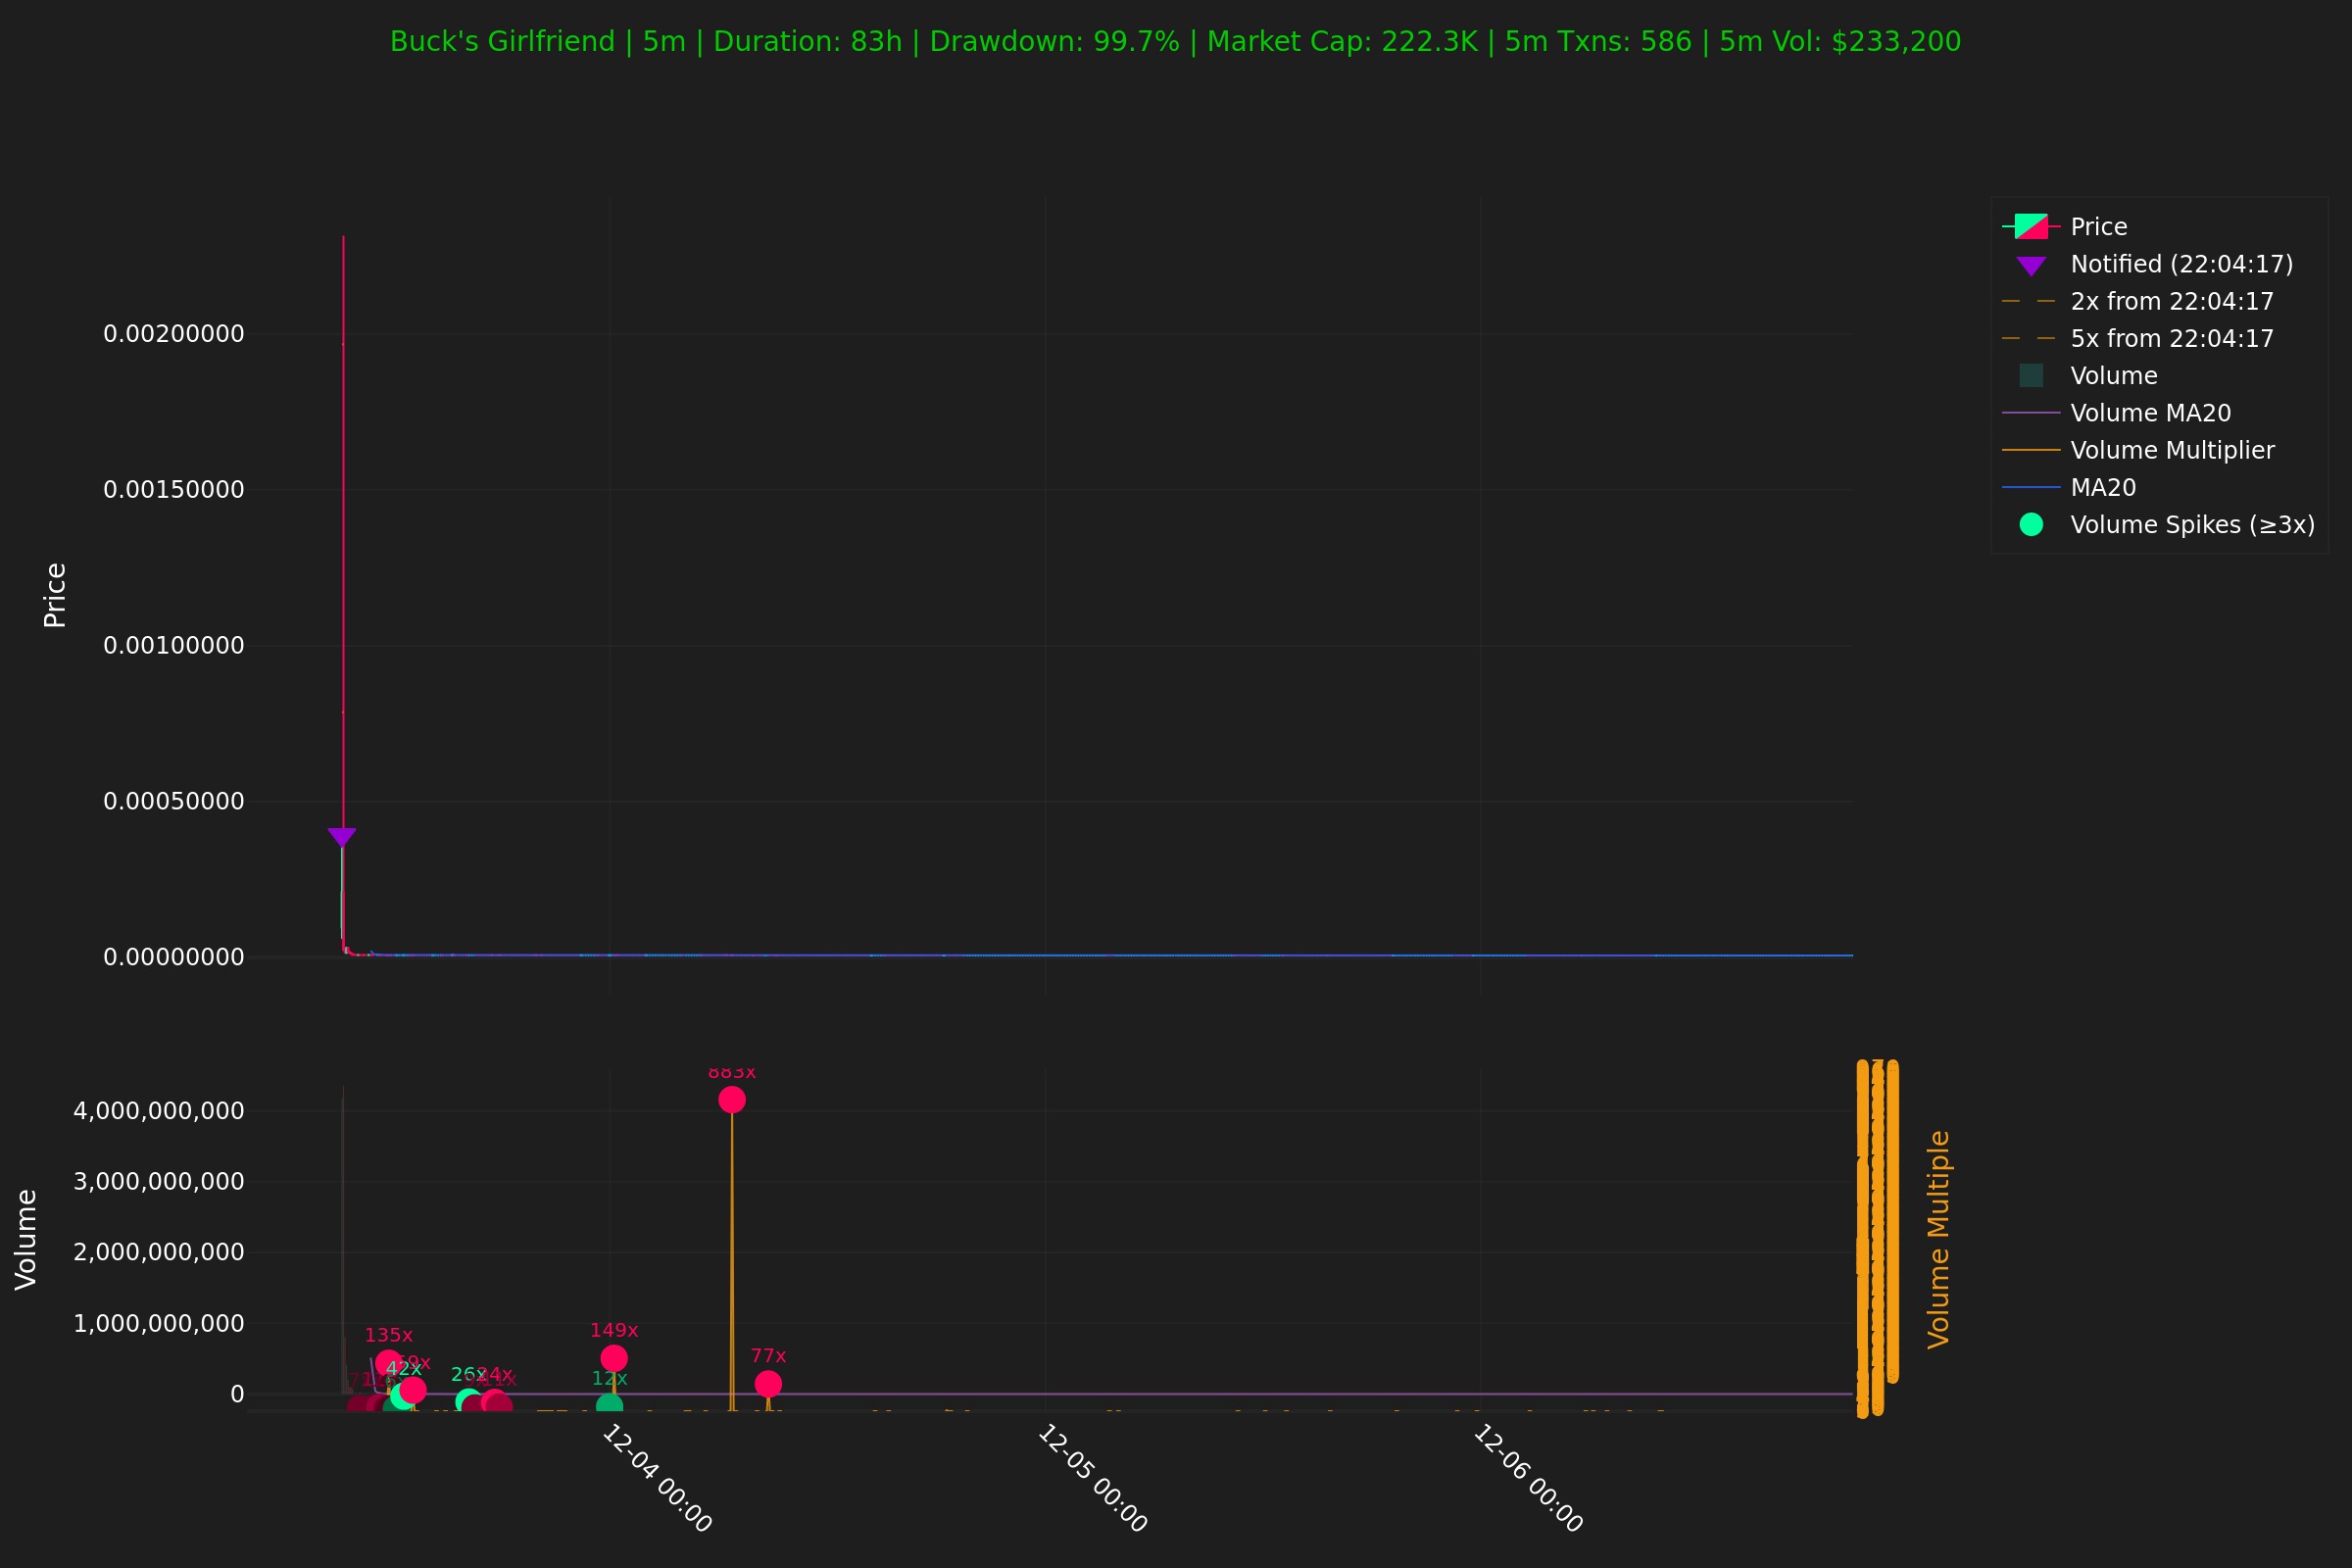 Buck's Girlfriend | 5m | Duration: 83h | Drawdown: 99.7% | Market Cap: 222.3K | 5m Txns: 586 | 5m Vol: $233,200
Price
0.00200000
0.00150000
0.00100000
0.00050000
0.00000000
Price
Notified (22:04:17)
2x from 22:04:17
5x from 22:04:17
Volume
Volume MA20
Volume Multiplier
MA20
Volume Spikes (≥3x)
Volume
4,000,000,000
3,000,000,000
2,000,000,000
1,000,000,000
0
883x
135x
42x
26x
149x
12x
77x
Volume Multiple
12-04 00:00
12-05 00:00
12-06 00:00